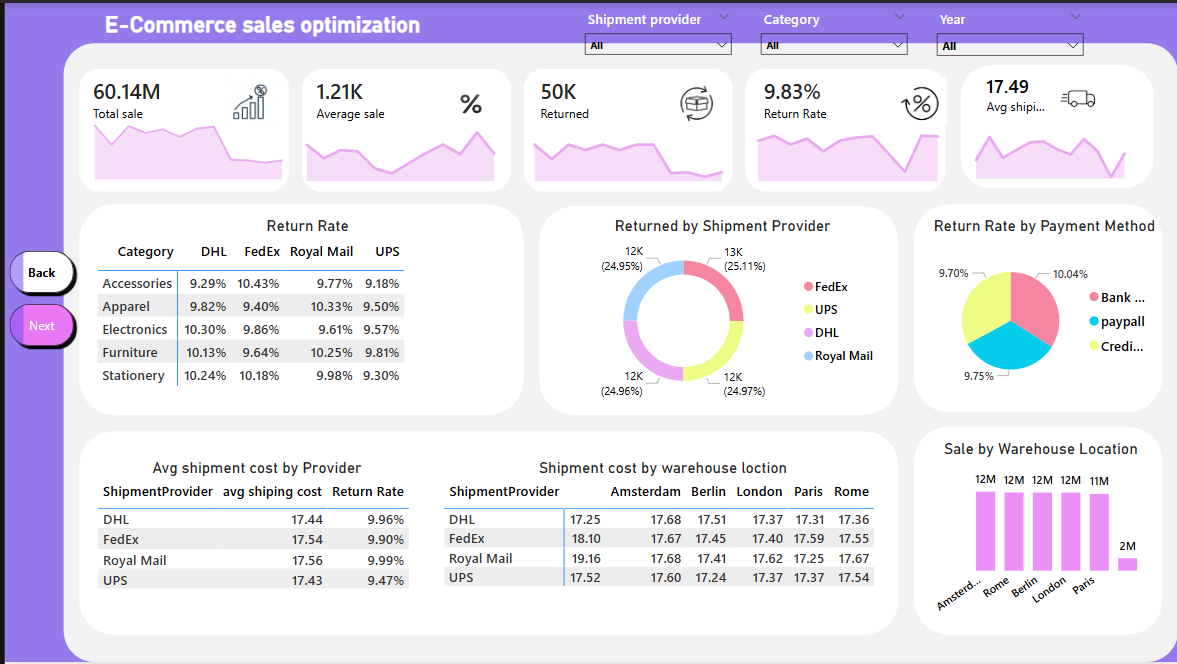 E-Commerce sales optimization
Shipment provider
All
Category
All
Year
All
60.14M
Total sale
1.21K
Average sale
%
50K
Returned
9.83%
Return Rate
%
17.49
Avg shipi...
Back
Next
Return Rate
Category DHL FedEx Royal Mail UPS
Accessories 9.29% 10.43% 9.77% 9.18%
Apparel 9.82% 9.40% 10.33% 9.50%
Electronics 10.30% 9.86% 9.61% 9.57%
Furniture 10.13% 9.64% 10.25% 9.81%
Stationery 10.24% 10.18% 9.98% 9.30%
Returned by Shipment Provider
12K
(24.95%)
13K
(25.11%)
12K
(24.96%)
12K
(24.97%)
FedEx
UPS
DHL
Royal Mail
Return Rate by Payment Method
9.70%
10.04%
9.75%
Bank ...
paypall
Credi...
Avg shipment cost by Provider
ShipmentProvider avg shiping cost Return Rate
DHL 17.44 9.96%
FedEx 17.54 9.90%
Royal Mail 17.56 9.99%
UPS 17.43 9.47%
Shipment cost by warehouse loction
ShipmentProvider Amsterdam Berlin London Paris Rome
DHL 17.25 17.68 17.51 17.37 17.31 17.36
FedEx 18.10 17.67 17.45 17.40 17.59 17.55
Royal Mail 19.16 17.68 17.41 17.62 17.25 17.67
UPS 17.52 17.60 17.24 17.37 17.37 17.54
Sale by Warehouse Location
12M 12M 12M 12M 11M
2M
Amsterd... Rome Berlin London Paris